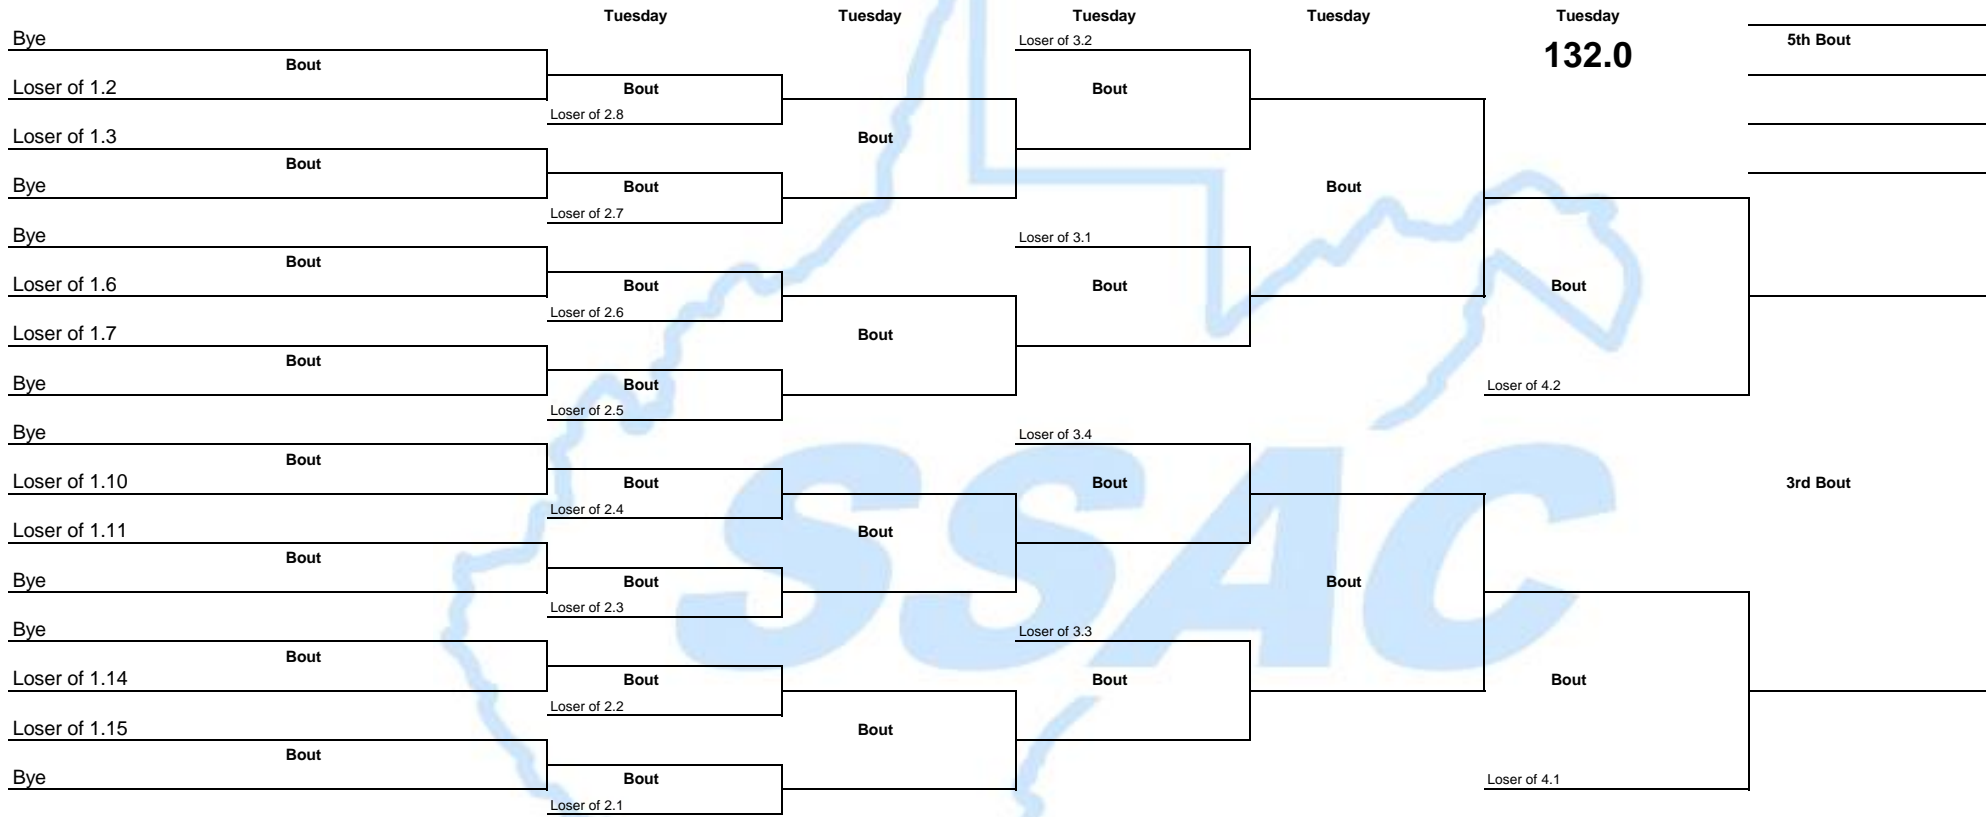 Tuesday Tuesday Tuesday Tuesday Tuesday
Bye Loser of 3.2 132.0 5th Bout
Bout
Loser of 1.2 Bout Bout
Loser of 2.8
Loser of 1.3 Bout
Bout
Bye Bout Bout
Loser of 2.7
Bye Loser of 3.1
Bout
Loser of 1.6 Bout Bout Bout
Loser of 2.6
Loser of 1.7 Bout
Bout
Bye Bout Loser of 4.2
Loser of 2.5
Bye Loser of 3.4
Bout
Loser of 1.10 Bout Bout 3rd Bout
Loser of 2.4
Loser of 1.11 Bout
Bout
Bye Bout Bout
Loser of 2.3
Bye Loser of 3.3
Bout
Loser of 1.14 Bout Bout Bout
Loser of 2.2
Loser of 1.15 Bout
Bout
Bye Bout Loser of 4.1
Loser of 2.1
SSAC